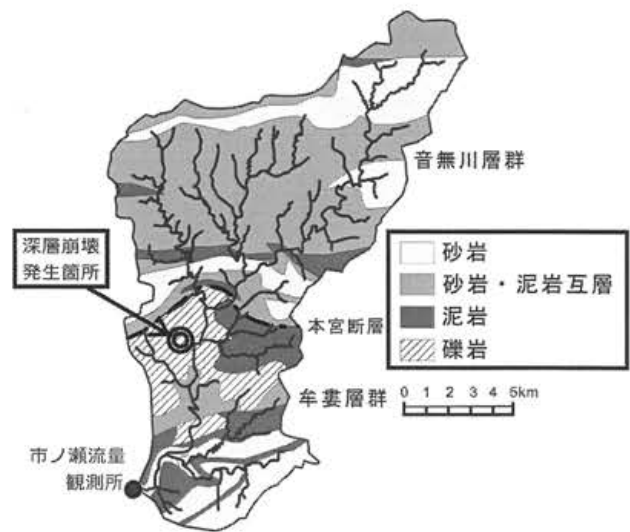 音無川層群
深層崩壊
発生箇所
砂岩
砂岩・泥岩互層
泥岩
礫岩
本宮断層
牟婁層群
0 1 2 3 4 5km
市ノ瀬流量
観測所